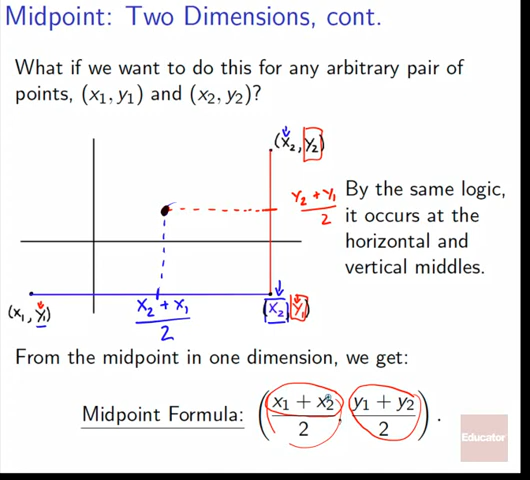 Midpoint: Two Dimensions, cont.
What if we want to do this for any arbitrary pair of
points, (x₁, y₁) and (x₂, y₂)?
(x₂, y₂)
y₂ + y₁
2
By the same logic,
it occurs at the
horizontal and
vertical middles.
(x₁, y₁)
x₂ + x₁
2
(x₂, y₁)
From the midpoint in one dimension, we get:
Midpoint Formula: (x₁ + x₂ / 2, y₁ + y₂ / 2).
Educator